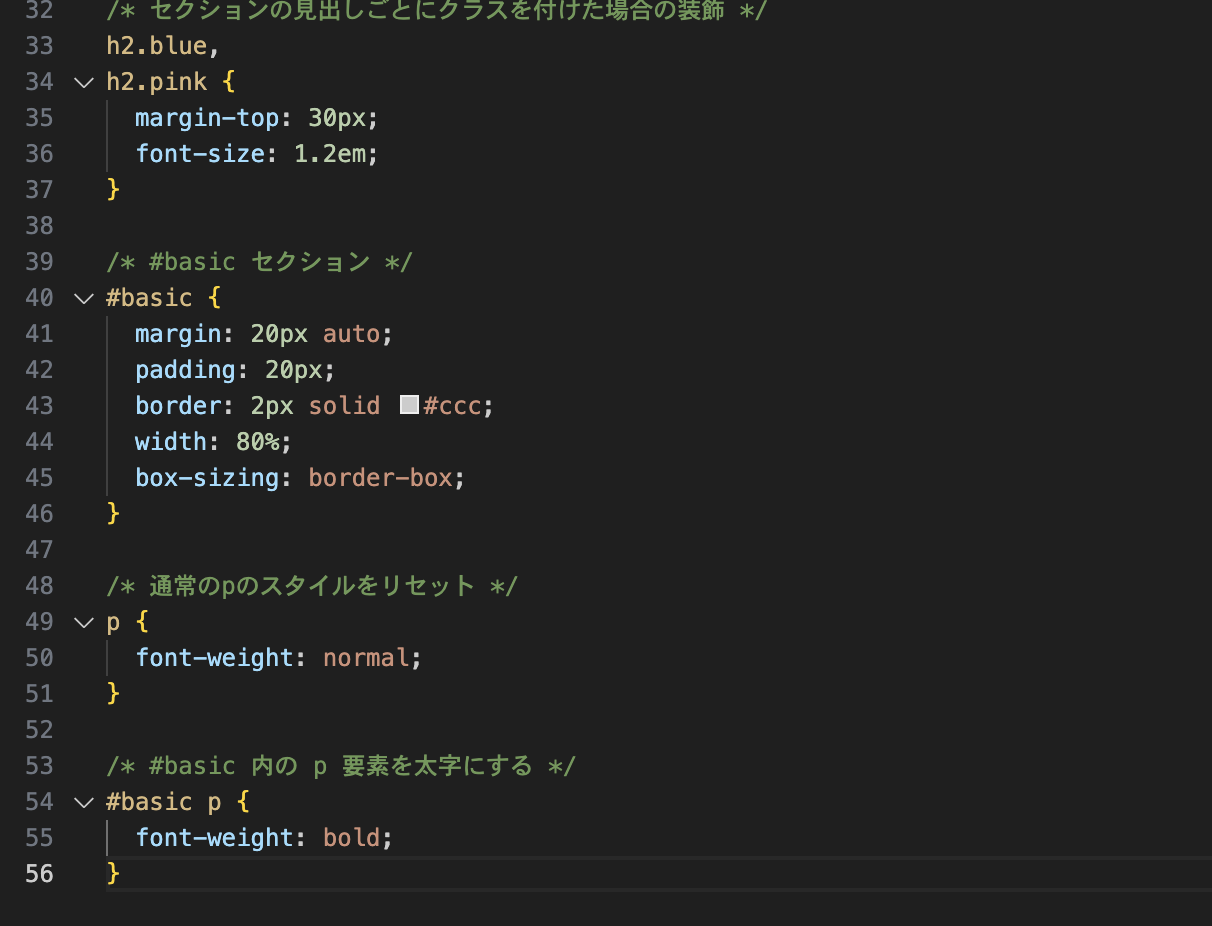 32 /* セクションの見出しごとにクラスを付けた場合の装飾 */
33 h2.blue,
34 h2.pink {
35 margin-top: 30px;
36 font-size: 1.2em;
37 }
38
39 /* #basic セクション */
40 #basic {
41 margin: 20px auto;
42 padding: 20px;
43 border: 2px solid #ccc;
44 width: 80%;
45 box-sizing: border-box;
46 }
47
48 /* 通常のpのスタイルをリセット */
49 p {
50 font-weight: normal;
51 }
52
53 /* #basic 内の p 要素を太字にする */
54 #basic p {
55 font-weight: bold;
56 }